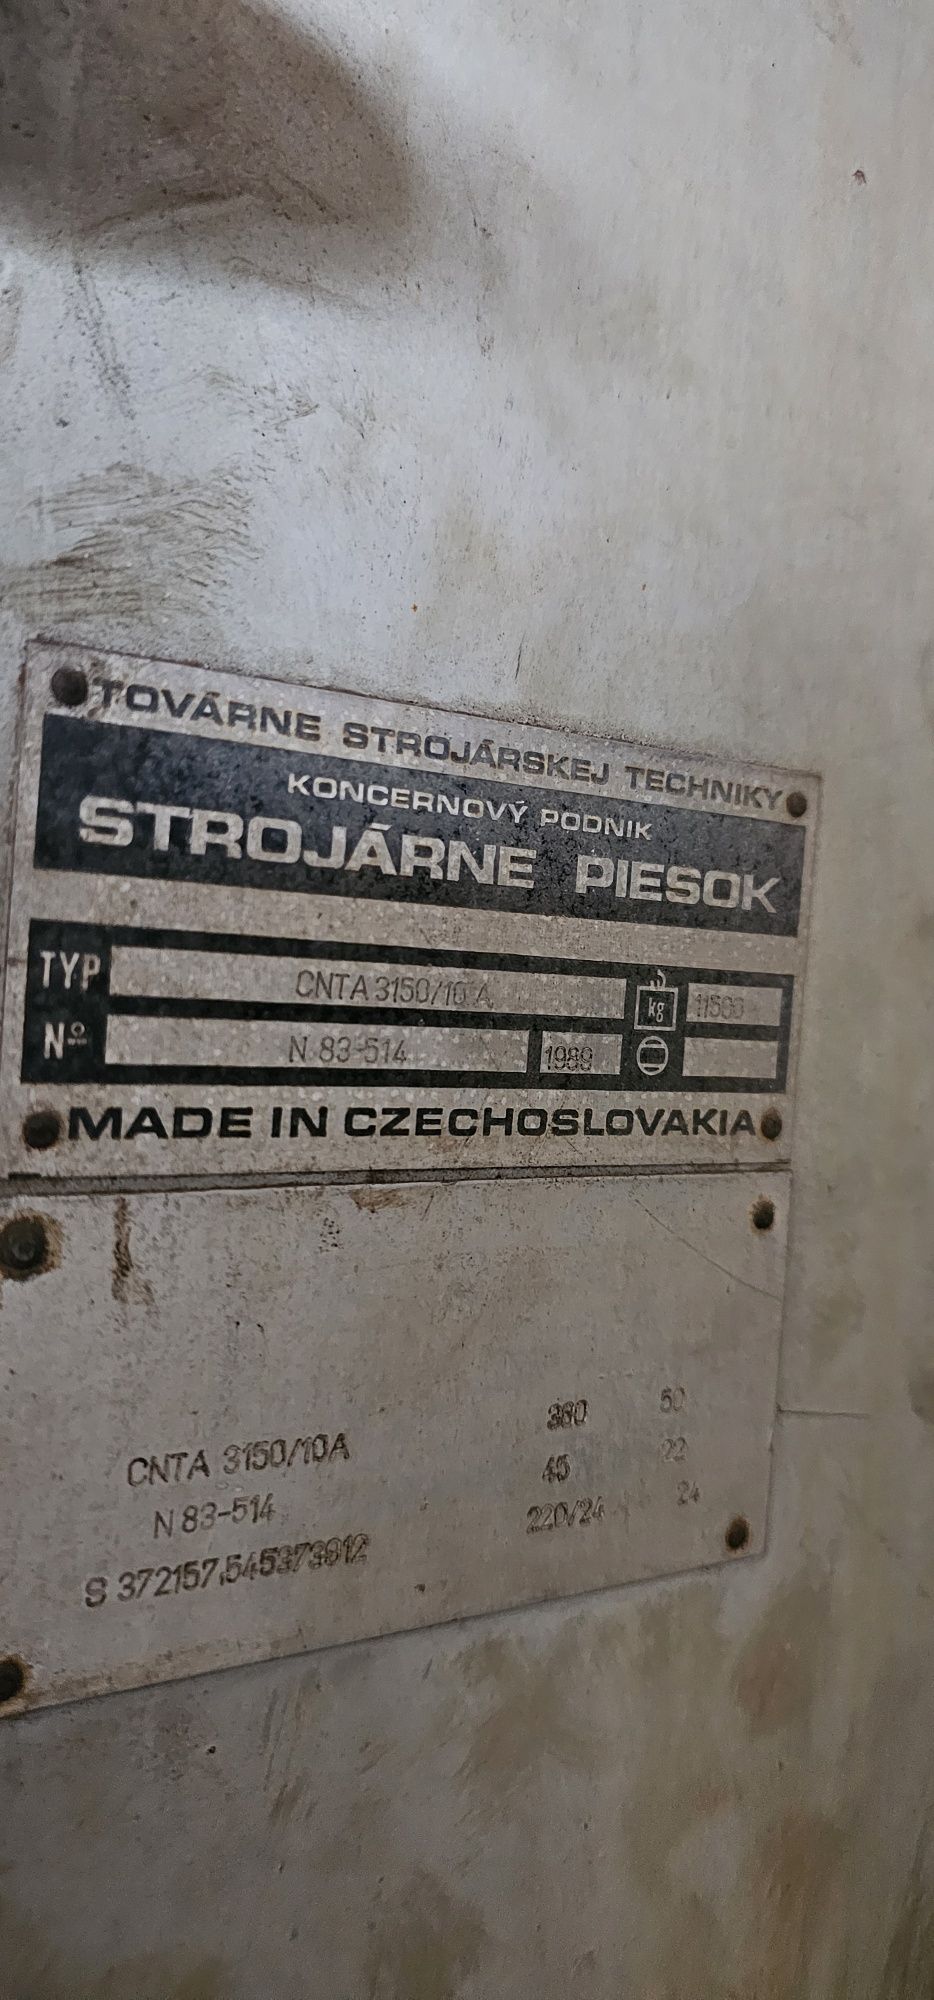 TOVÁRNE STROJÁRSKEJ TECHNIKY
KONCERNOVÝ PODNIK
STROJÁRNE PIESOK
TYP CNTA 3150/10 A kg 11500
Nº N 83-514 1989
MADE IN CZECHOSLOVAKIA
CNTA 3150/10A 380 50
N 83-514 45 22
S 372157,545373912 220/24 24